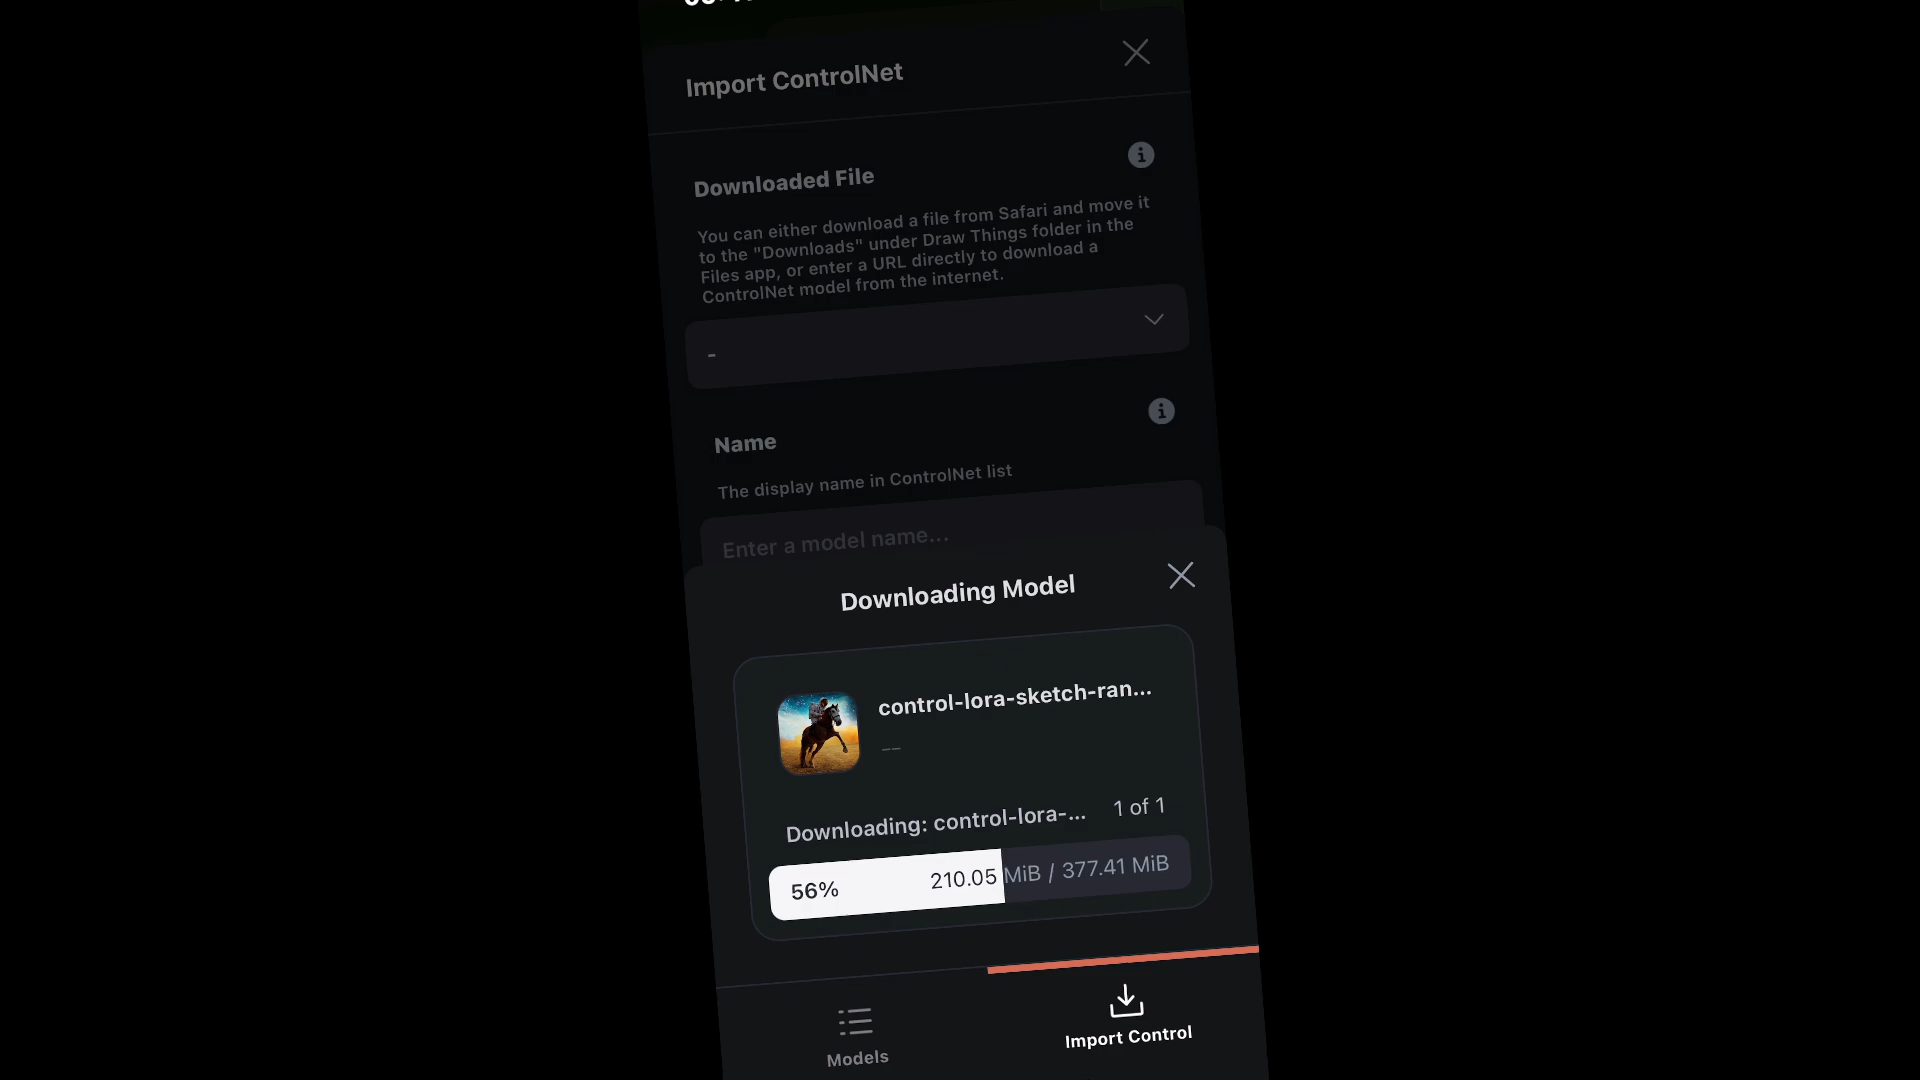 Import ControlNet
Downloaded File
You can either download a file from Safari and move it
to the "Downloads" under Draw Things folder in the
Files app, or enter a URL directly to download a
ControlNet model from the internet.
-
Name
The display name in ControlNet list
Enter a model name...
Downloading Model
control-lora-sketch-ran...
__
Downloading: control-lora-... 1 of 1
56% 210.05 MiB / 377.41 MiB
Models
Import Control